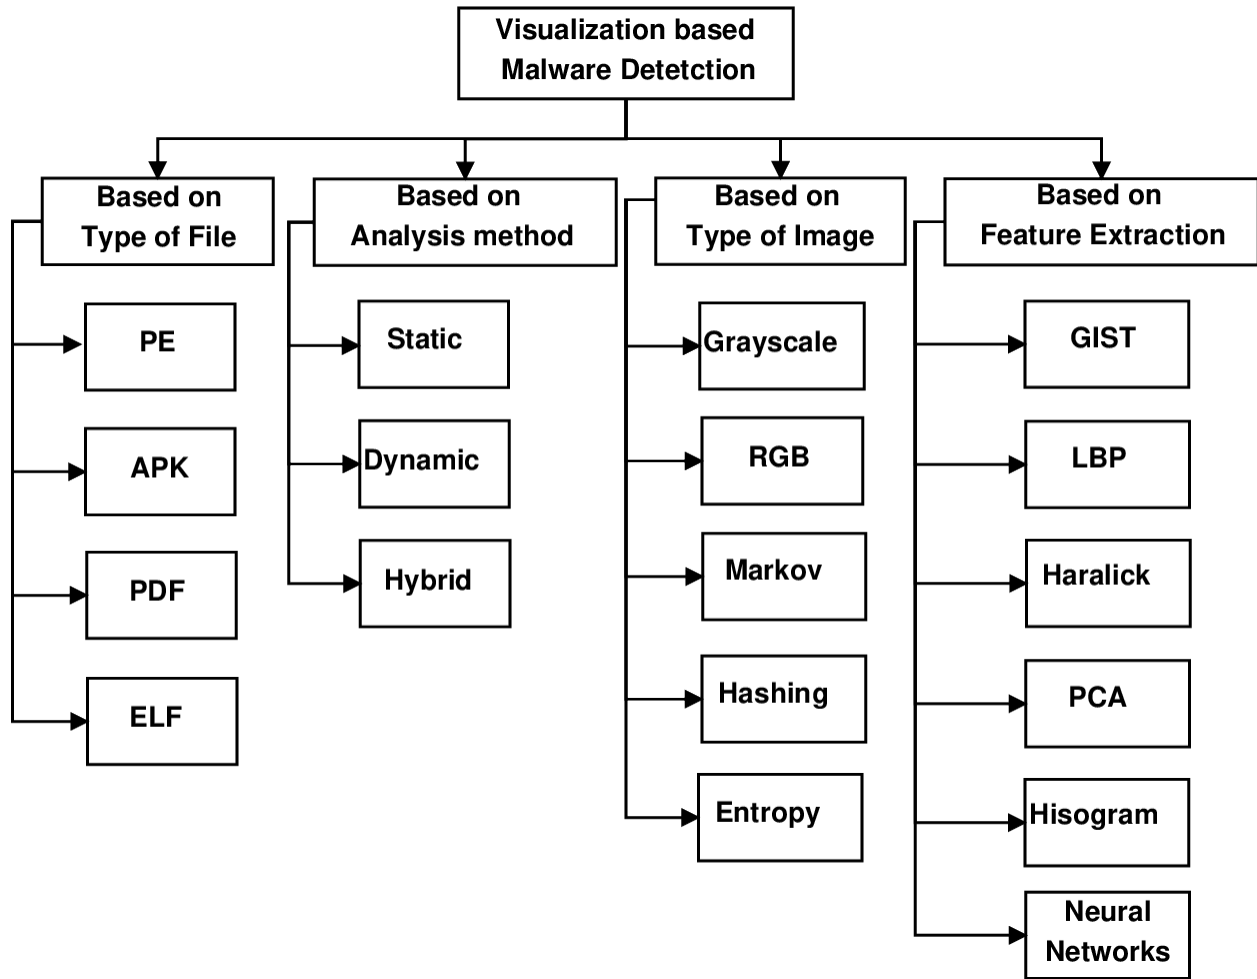 Visualization based
Malware Detetction
Based on
Type of File
Based on
Analysis method
Based on
Type of Image
Based on
Feature Extraction
PE
APK
PDF
ELF
Static
Dynamic
Hybrid
Grayscale
RGB
Markov
Hashing
Entropy
GIST
LBP
Haralick
PCA
Hisogram
Neural
Networks